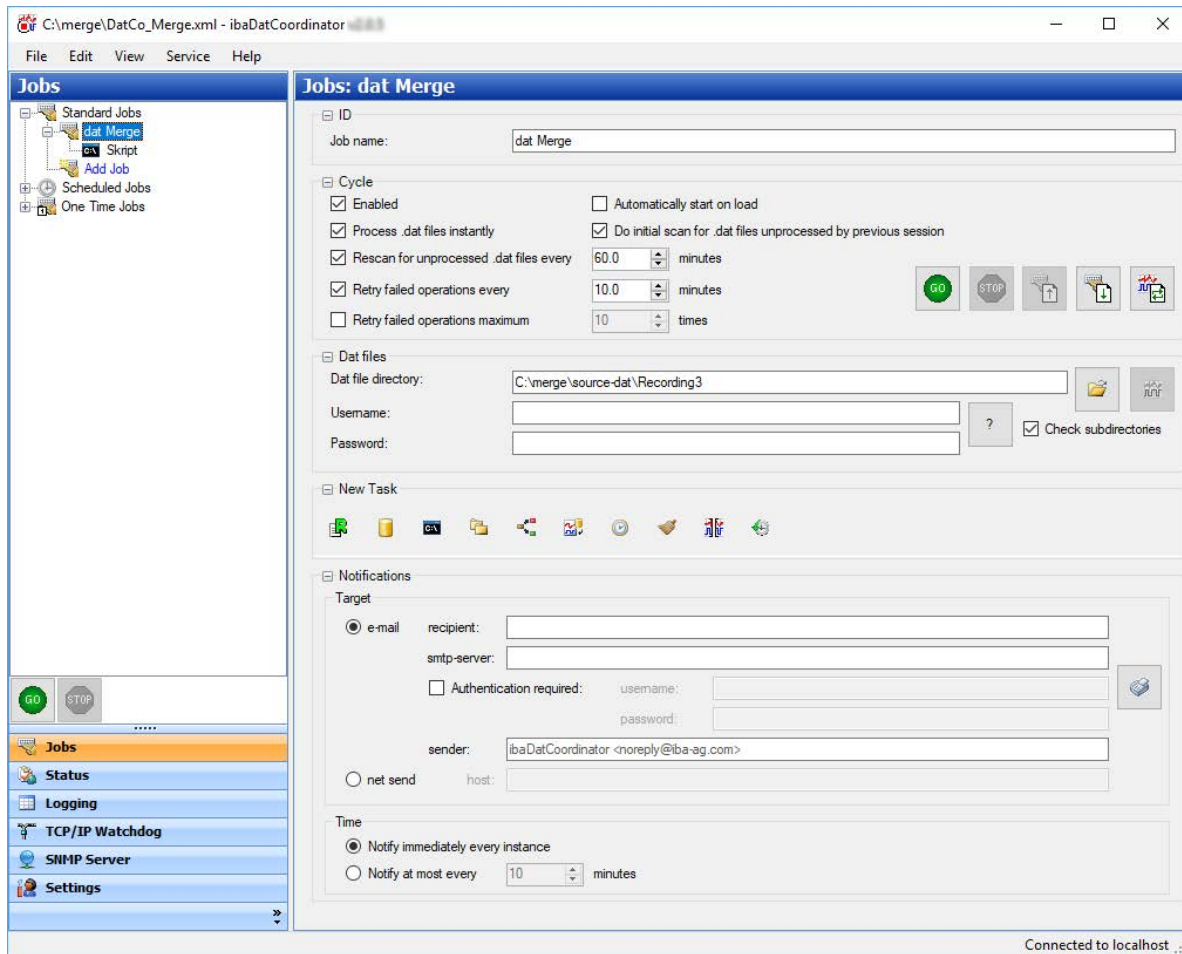 C:\merge\DatCo_Merge.xml - ibaDatCoordinator
File Edit View Service Help
Jobs
Standard Jobs
dat Merge
C:\ Skript
Add Job
Scheduled Jobs
1 One Time Jobs
GO STOP
Jobs
Status
Logging
TCP/IP Watchdog
SNMP Server
Settings
Jobs: dat Merge
ID
Job name: dat Merge
Cycle
Enabled Automatically start on load
Process .dat files instantly Do initial scan for .dat files unprocessed by previous session
Rescan for unprocessed .dat files every 60.0 minutes
Retry failed operations every 10.0 minutes
GO STOP
Retry failed operations maximum 10 times
Dat files
Dat file directory: C:\merge\source-dat\Recording3
Username:
? Check subdirectories
Password:
New Task
R C:\
Notifications
Target
e-mail recipient:
smtp-server:
Authentication required: username:
password:
sender: ibaDatCoordinator <noreply@iba-ag.com>
net send host:
Time
Notify immediately every instance
Notify at most every 10 minutes
Connected to localhost